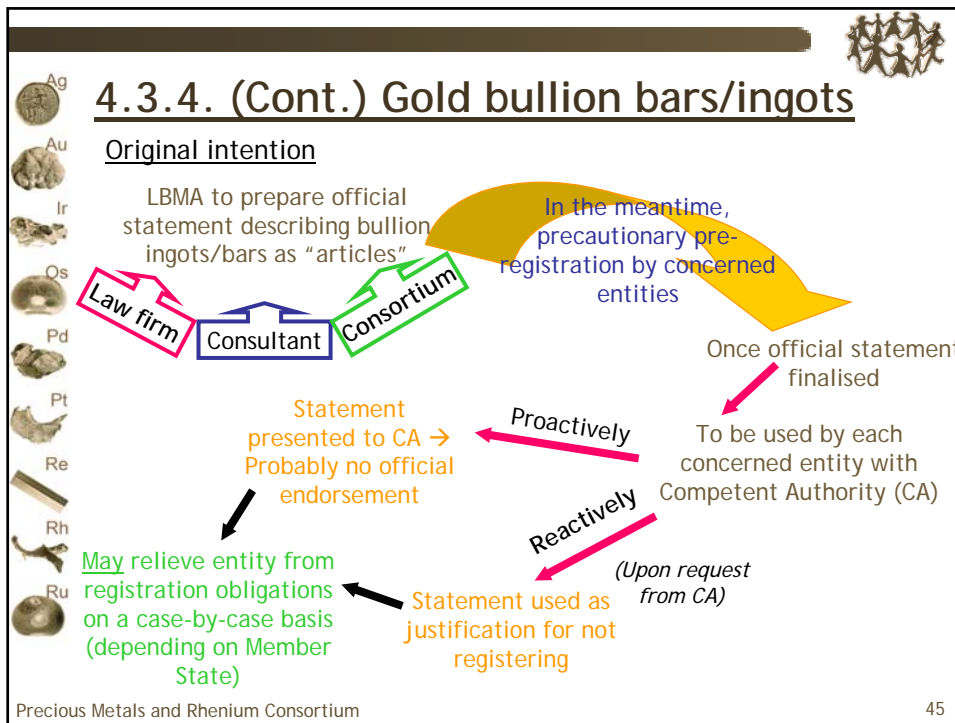 4.3.4. (Cont.) Gold bullion bars/ingots
Original intention
LBMA to prepare official
statement describing bullion
ingots/bars as “articles”
Law firm
Consultant
Consortium
In the meantime,
precautionary pre-
registration by concerned
entities
Once official statement
finalised
To be used by each
concerned entity with
Competent Authority (CA)
Proactively
Statement
presented to CA →
Probably no official
endorsement
Reactively
(Upon request
from CA)
Statement used as
justification for not
registering
May relieve entity from
registration obligations
on a case-by-case basis
(depending on Member
State)
Ag
Au
Ir
Os
Pd
Pt
Re
Rh
Ru
Precious Metals and Rhenium Consortium
45